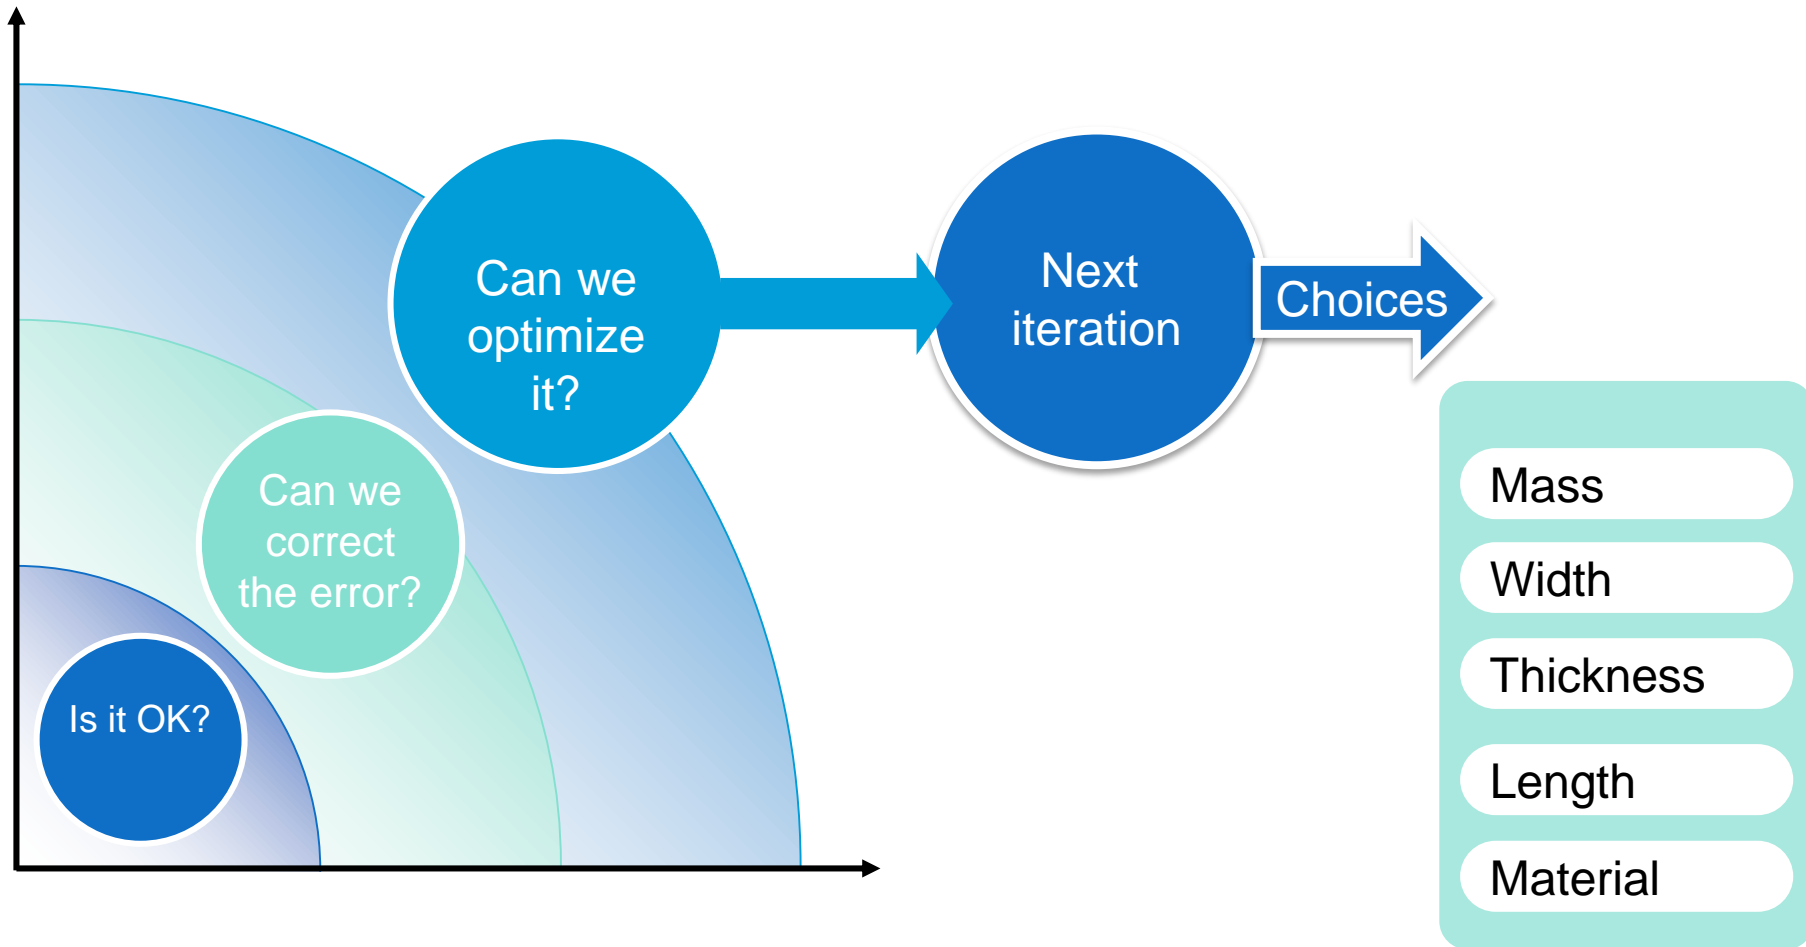 Can we
optimize
it?
Next
iteration
Choices
Can we
correct
the error?
Is it OK?
Mass
Width
Thickness
Length
Material